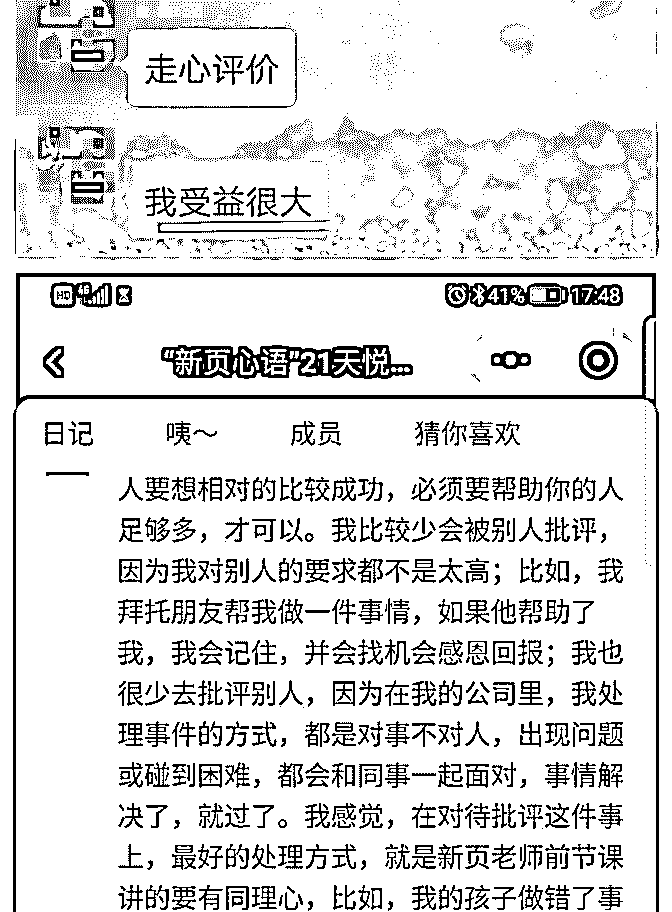 走心评价
我受益很大
HD 4G 41% 17:48
"新页心语"21天悦...
日记 咦～ 成员 猜你喜欢
人要想相对的比较成功，必须要帮助你的人
足够多，才可以。我比较少会被别人批评，
因为我对别人的要求都不是太高；比如，我
拜托朋友帮我做一件事情，如果他帮助了
我，我会记住，并会找机会感恩回报；我也
很少去批评别人，因为在我的公司里，我处
理事件的方式，都是对事不对人，出现问题
或碰到困难，都会和同事一起面对，事情解
决了，就过了。我感觉，在对待批评这件事
上，最好的处理方式，就是新页老师前节课
讲的要有同理心，比如，我的孩子做错了事